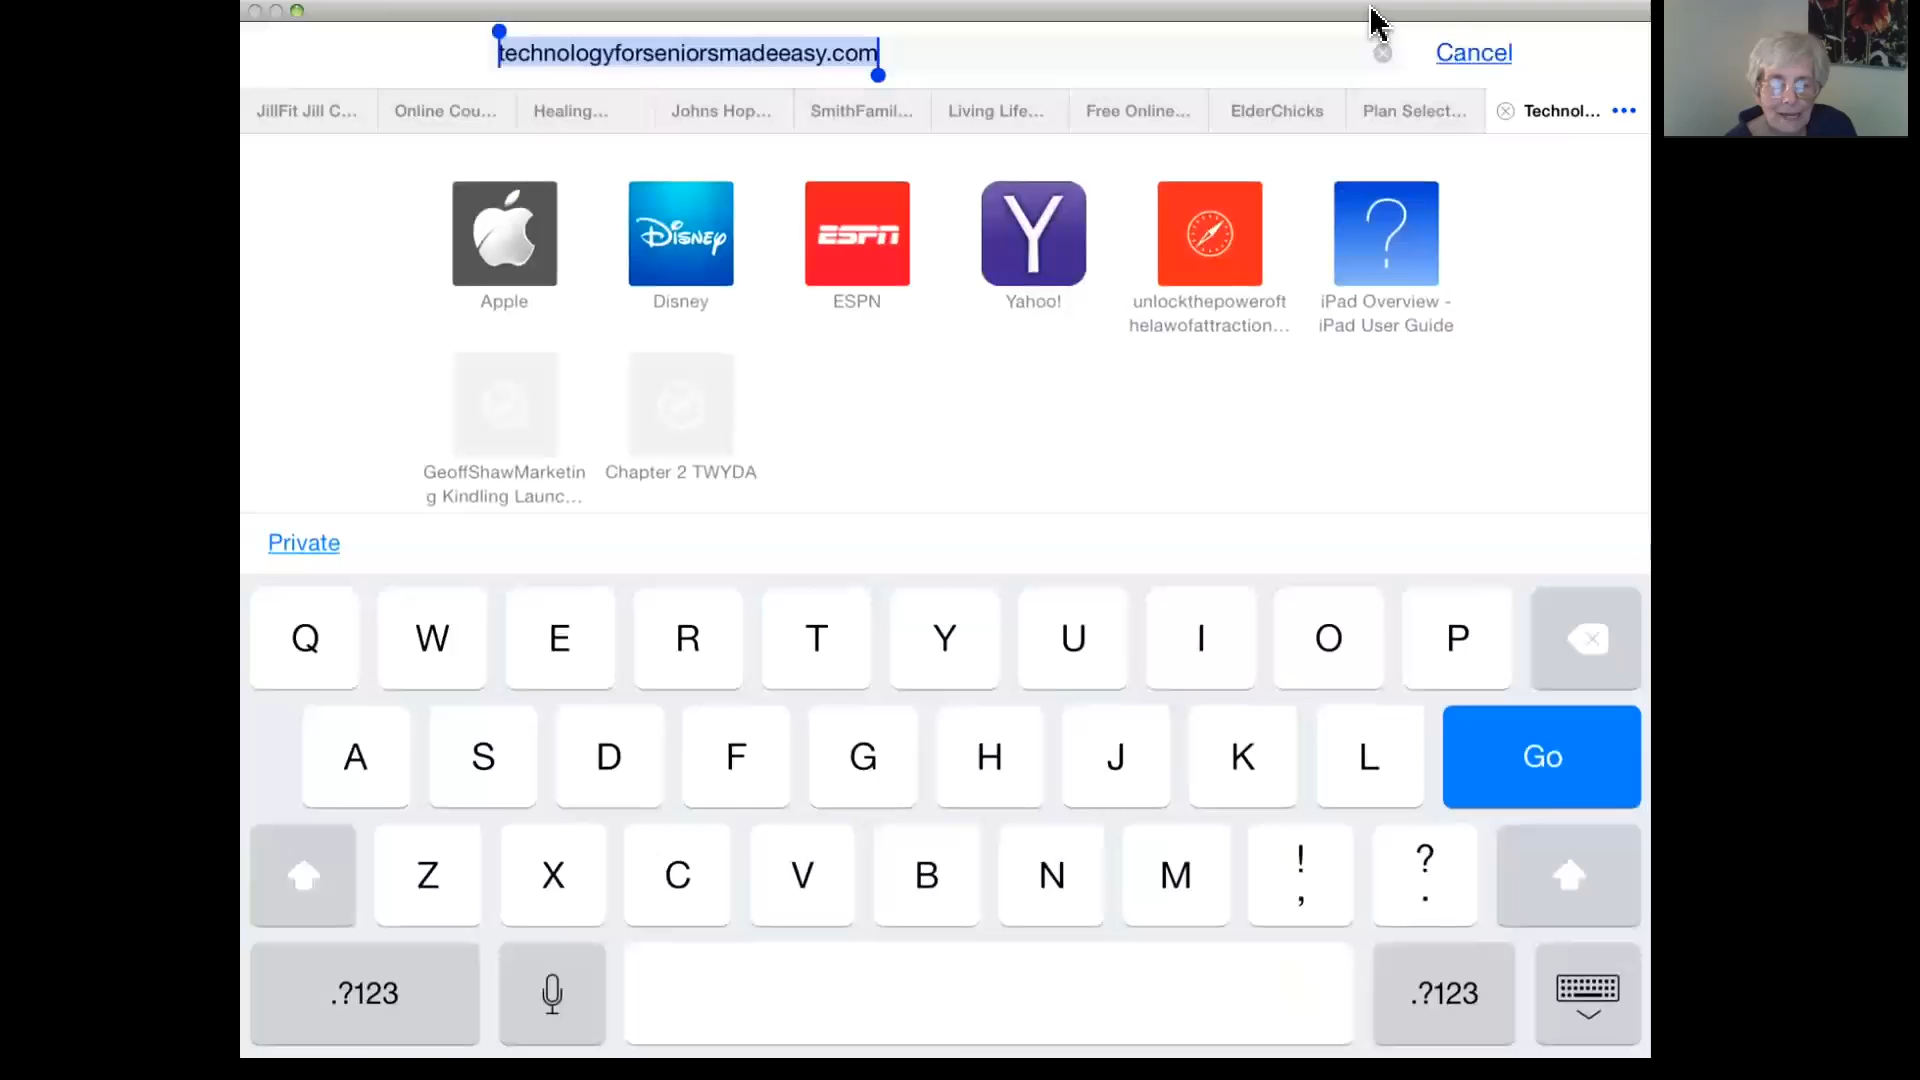 technologyforseniorsmadeeasy.com
Cancel
JillFit Jill C...
Online Cou...
Healing...
Johns Hop...
SmithFamil...
Living Life...
Free Online...
ElderChicks
Plan Select...
Technol...
Disney
ESPN
Y
?
Apple
Disney
ESPN
Yahoo!
unlockthepoweroft
helawofattraction...
iPad Overview -
iPad User Guide
GeoffShawMarketin
g Kindling Launc...
Chapter 2 TWYDA
Private
Q W E R T Y U I O P
A S D F G H J K L Go
Z X C V B N M ! , ? .
.?123 .?123